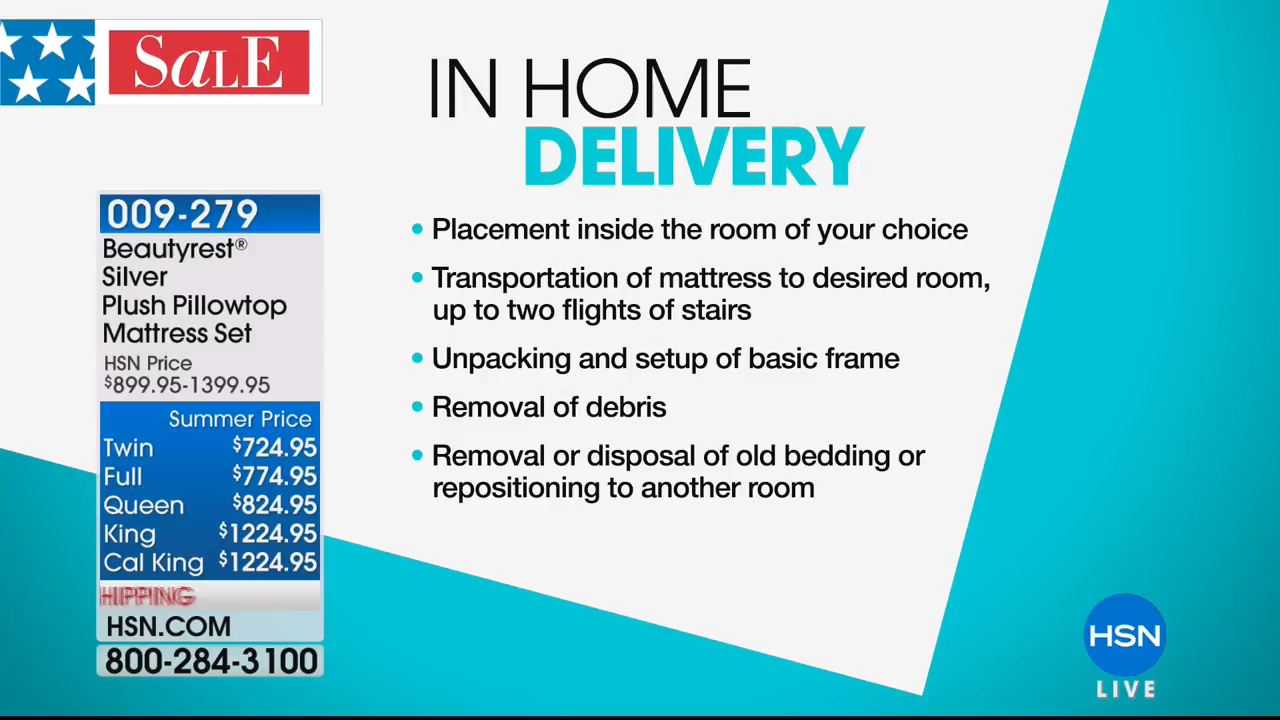 SaLE
IN HOME
DELIVERY
009-279
Beautyrest®
Silver
Plush Pillowtop
Mattress Set
HSN Price
$899.95-1399.95
Summer Price
Twin $724.95
Full $774.95
Queen $824.95
King $1224.95
Cal King $1224.95
HIPPING
HSN.COM
800-284-3100
• Placement inside the room of your choice
• Transportation of mattress to desired room,
up to two flights of stairs
• Unpacking and setup of basic frame
• Removal of debris
• Removal or disposal of old bedding or
repositioning to another room
HSN
LIVE